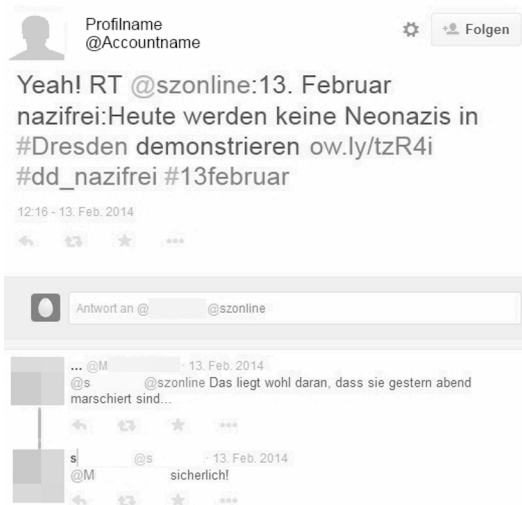 Profilname
@Accountname
Folgen
Yeah! RT @szonline:13. Februar
nazifrei:Heute werden keine Neonazis in
#Dresden demonstrieren ow.ly/tzR4i
#dd_nazifrei #13februar
12:16 - 13. Feb. 2014
Antwort an @ @szonline
... @M · 13. Feb. 2014
@s @szonline Das liegt wohl daran, dass sie gestern abend
marschiert sind...
s @s · 13. Feb. 2014
@M sicherlich!